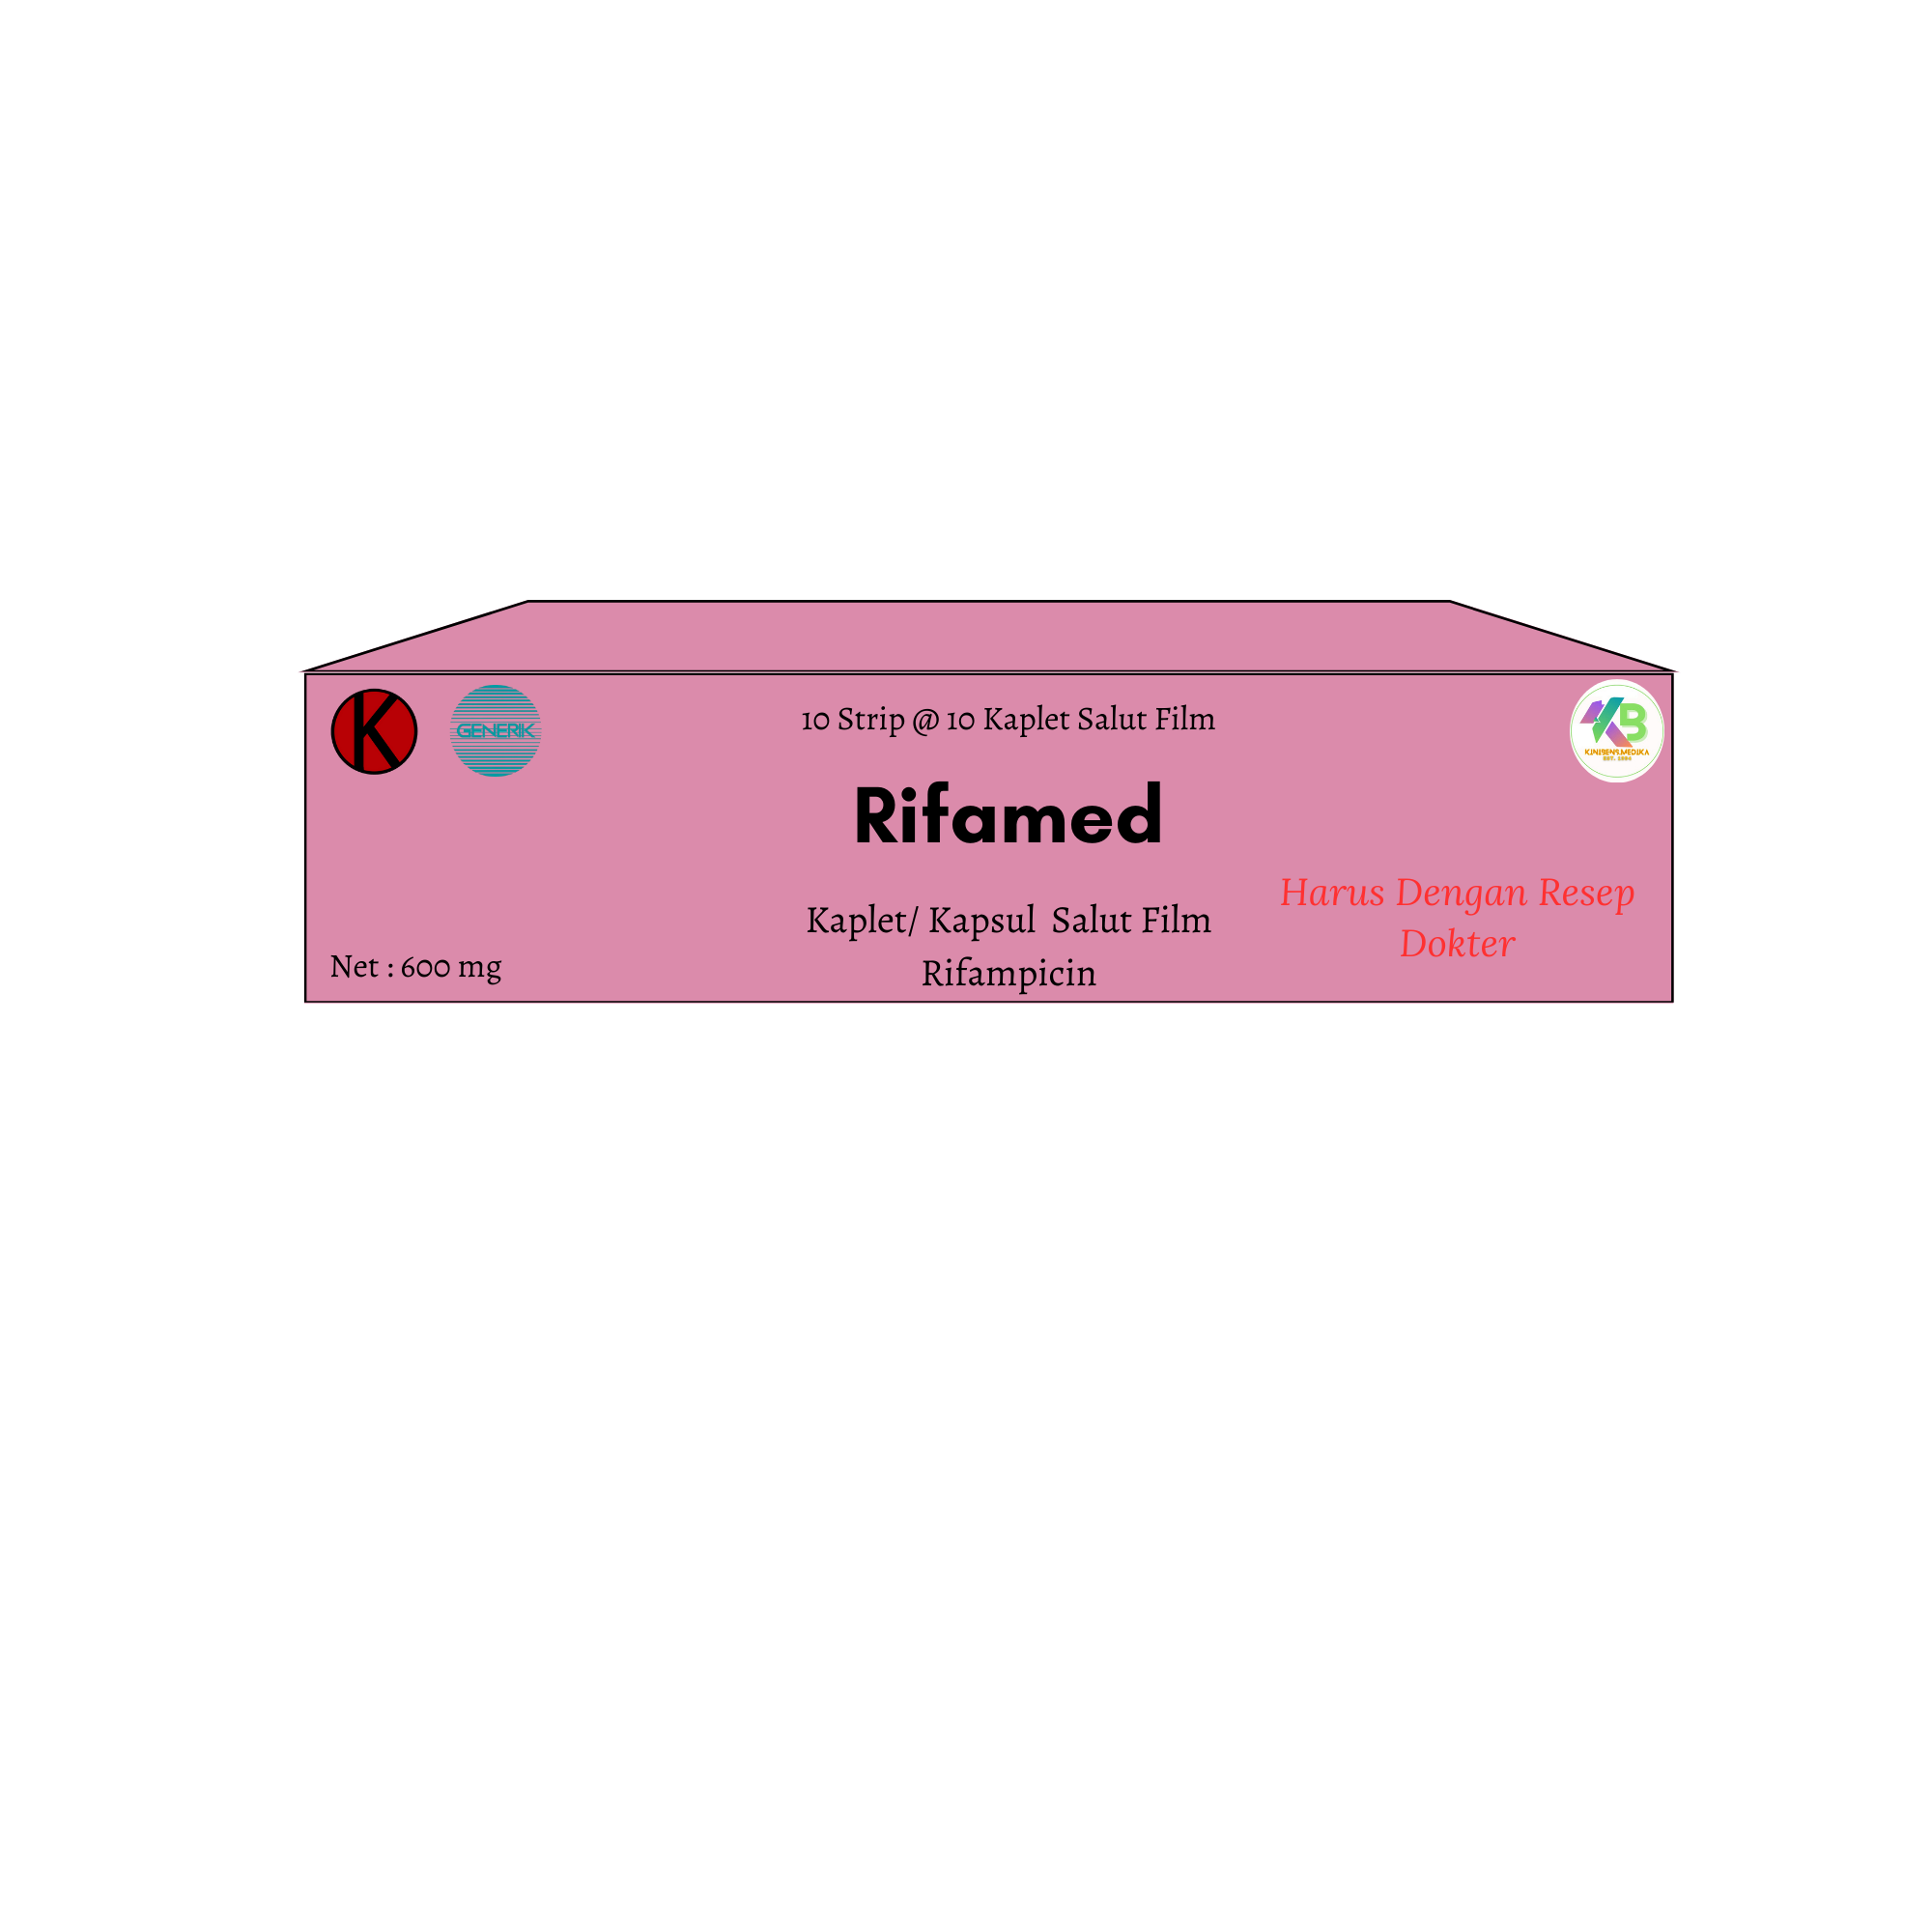 K
GENERIK
10 Strip @ 10 Kaplet Salut Film
B
EST.
Rifamed
Harus Dengan Resep
Dokter
Kaplet/ Kapsul Salut Film
Rifampicin
Net : 600 mg